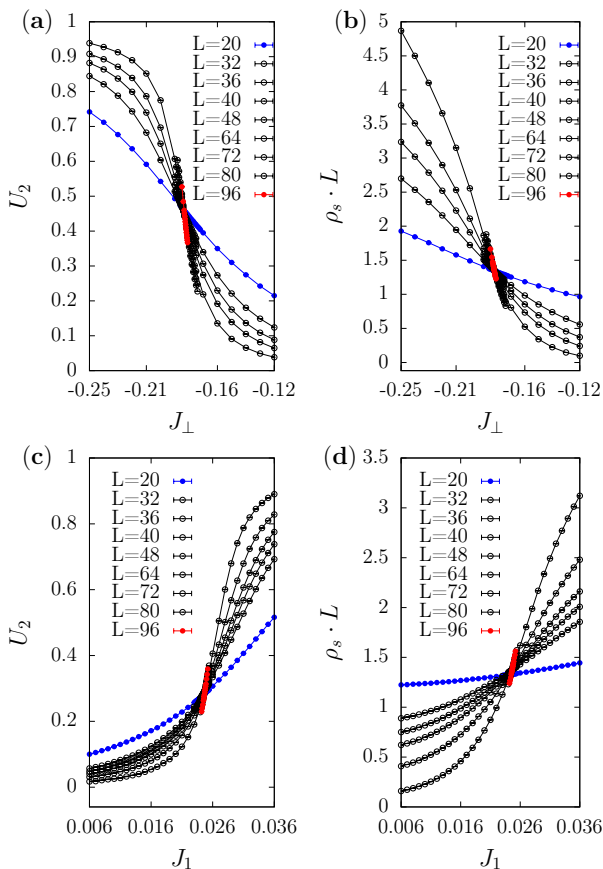 (a)
U₂
1
0.9
0.8
0.7
0.6
0.5
0.4
0.3
0.2
0.1
0
L=20
L=32
L=36
L=40
L=48
L=64
L=72
L=80
L=96
-0.25 -0.21 -0.16 -0.12
J⊥
(b)
ρₛ · L
5
4.5
4
3.5
3
2.5
2
1.5
1
0.5
0
L=20
L=32
L=36
L=40
L=48
L=64
L=72
L=80
L=96
-0.25 -0.21 -0.16 -0.12
J⊥
(c)
U₂
1
0.8
0.6
0.4
0.2
0
L=20
L=32
L=36
L=40
L=48
L=64
L=72
L=80
L=96
0.006 0.016 0.026 0.036
J₁
(d)
ρₛ · L
3.5
3
2.5
2
1.5
1
0.5
0
L=20
L=32
L=36
L=40
L=48
L=64
L=72
L=80
L=96
0.006 0.016 0.026 0.036
J₁